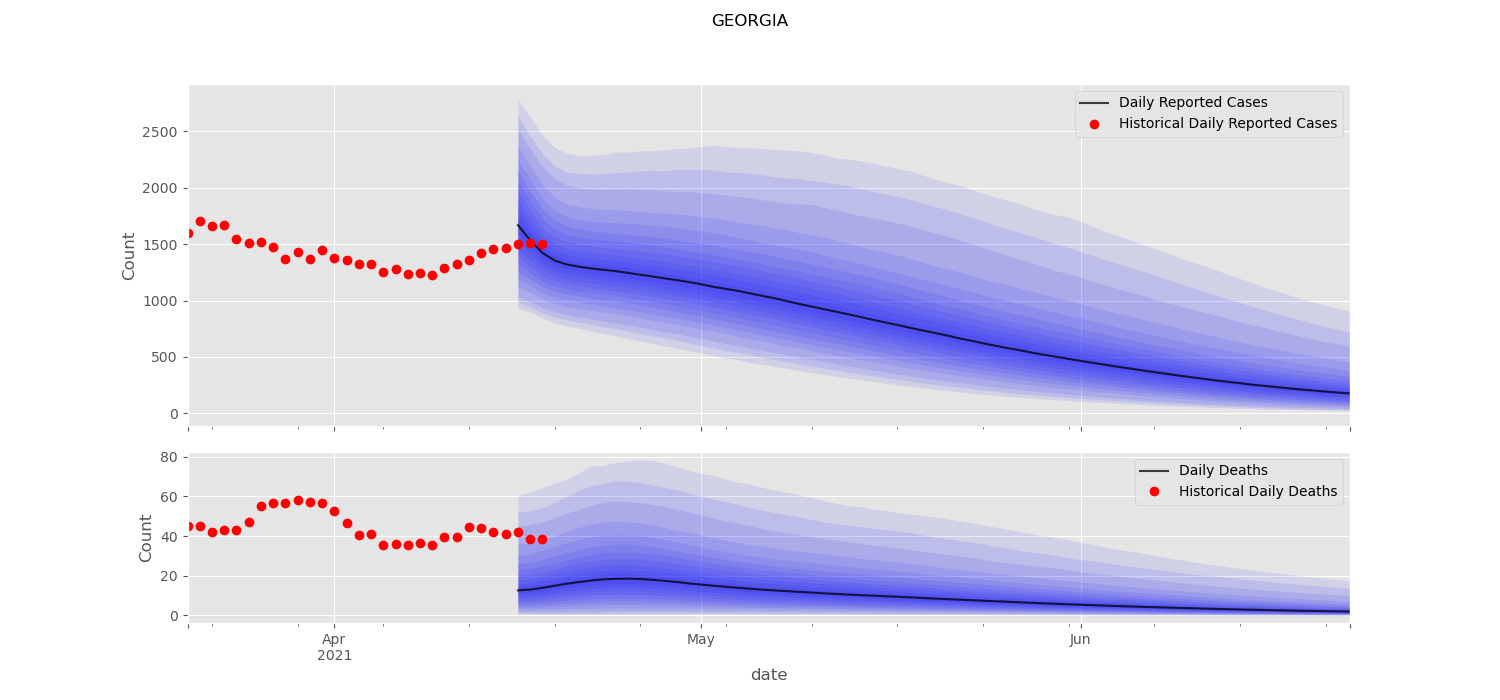 GEORGIA
Daily Reported Cases
Historical Daily Reported Cases
Count
2500
2000
1500
1000
500
0
Daily Deaths
Historical Daily Deaths
Count
80
60
40
20
0
Apr
2021
May
Jun
date